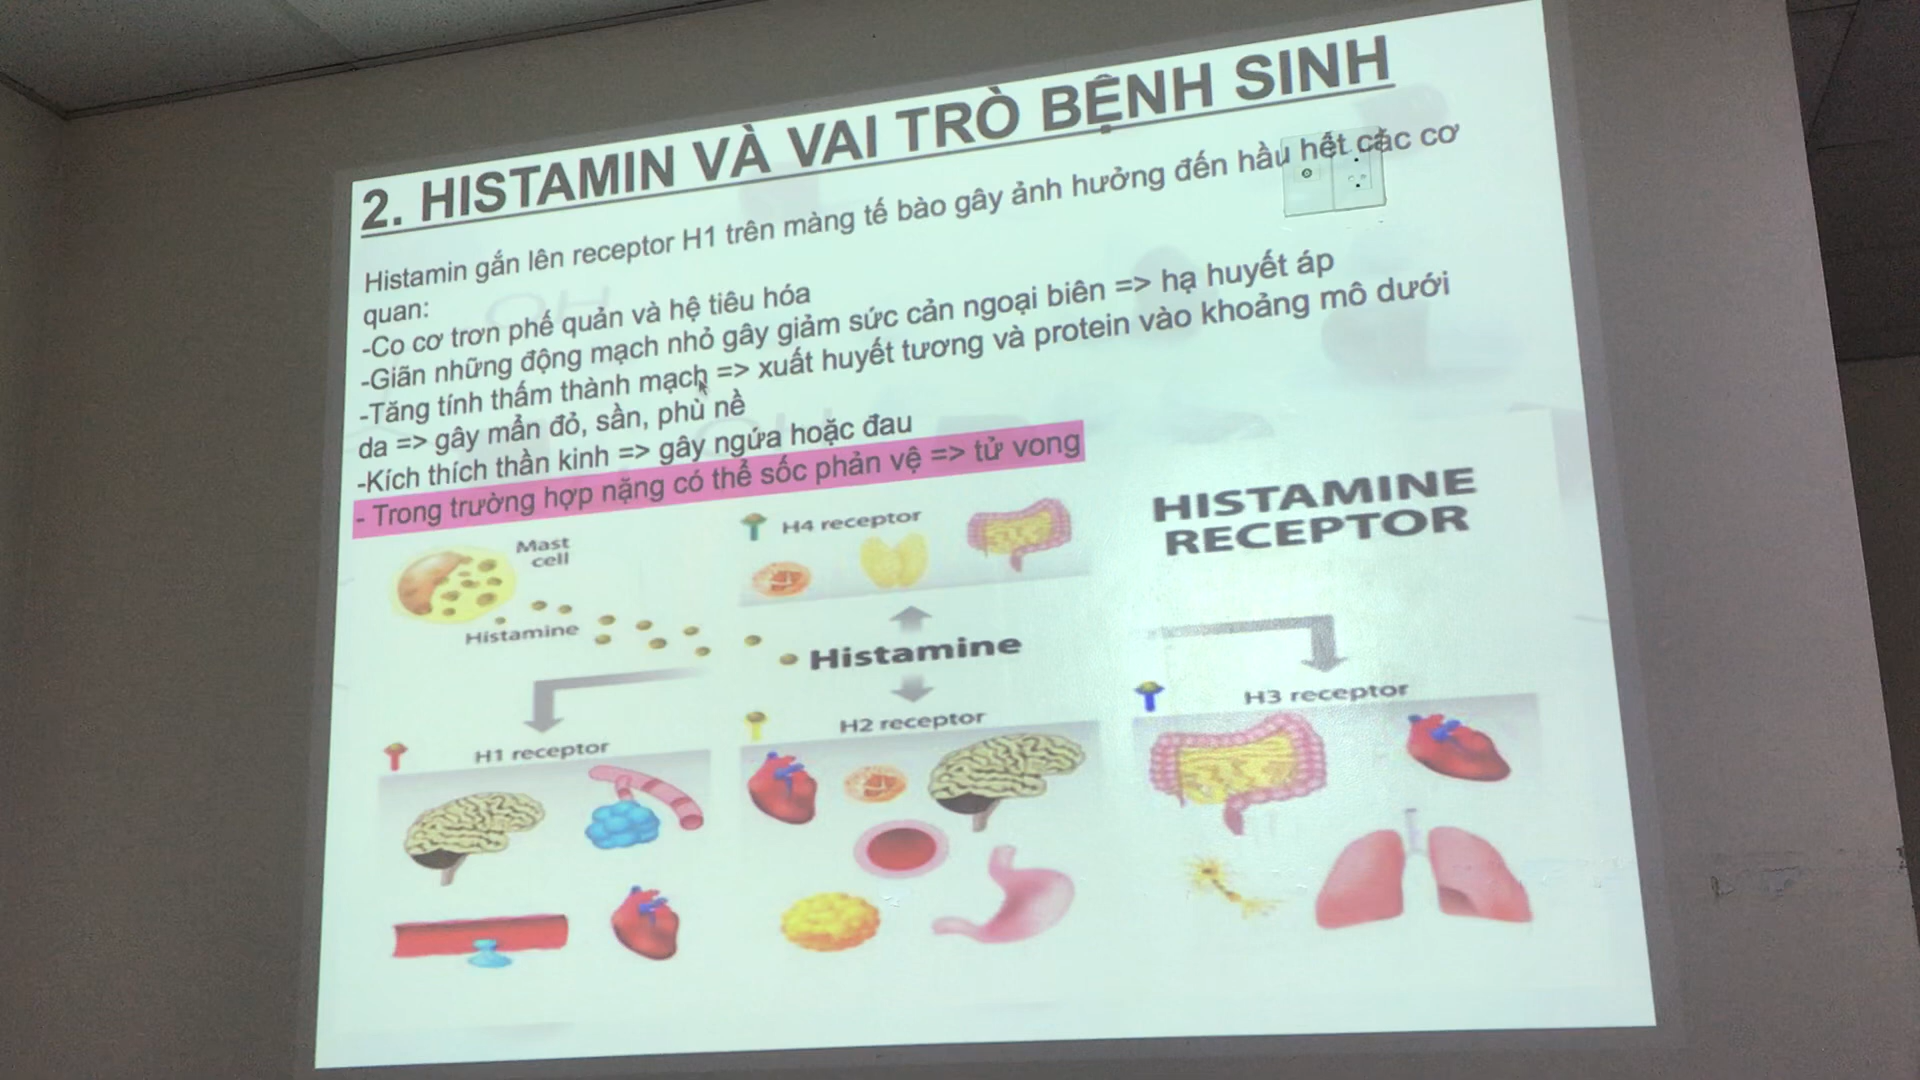 2. HISTAMIN VÀ VAI TRÒ BỆNH SINH
Histamin gắn lên receptor H1 trên màng tế bào gây ảnh hưởng đến hầu hết các cơ
quan:
-Co cơ trơn phế quản và hệ tiêu hóa
-Giãn những động mạch nhỏ gây giảm sức cản ngoại biên => hạ huyết áp
-Tăng tính thấm thành mạch => xuất huyết tương và protein vào khoảng mô dưới
da => gây mẩn đỏ, sần, phù nề
-Kích thích thần kinh => gây ngứa hoặc đau
- Trong trường hợp nặng có thể sốc phản vệ => tử vong
HISTAMINE
RECEPTOR
Mast
cell
Histamine
H4 receptor
Histamine
H1 receptor
H2 receptor
H3 receptor